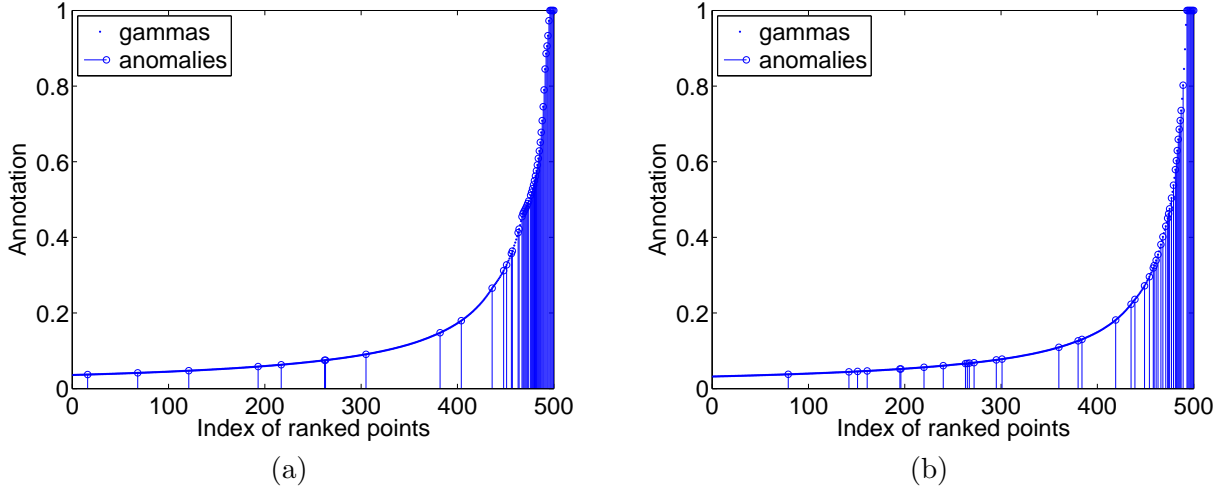 1
0.8
0.6
0.4
0.2
0
Annotation
gammas
anomalies
0 100 200 300 400 500
Index of ranked points
(a)
1
0.8
0.6
0.4
0.2
0
Annotation
gammas
anomalies
0 100 200 300 400 500
Index of ranked points
(b)